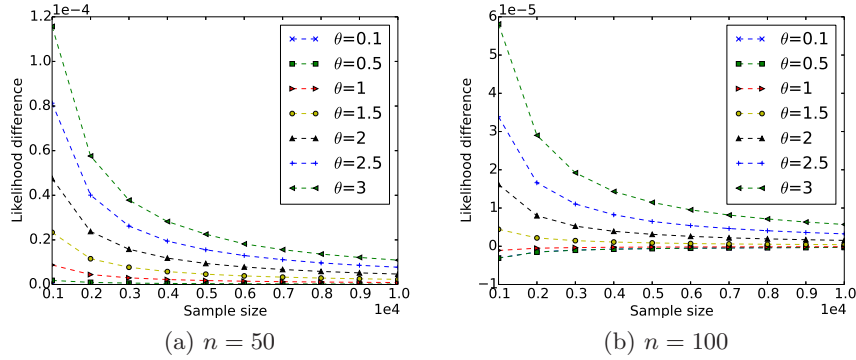 1.2 1e−4
1.0
0.8
0.6
0.4
0.2
0.0
Likelihood difference
0.1 0.2 0.3 0.4 0.5 0.6 0.7 0.8 0.9 1.0
Sample size
1e4
θ=0.1
θ=0.5
θ=1
θ=1.5
θ=2
θ=2.5
θ=3
(a) n = 50
6 1e−5
5
4
3
2
1
0
−1
Likelihood difference
0.1 0.2 0.3 0.4 0.5 0.6 0.7 0.8 0.9 1.0
Sample size
1e4
θ=0.1
θ=0.5
θ=1
θ=1.5
θ=2
θ=2.5
θ=3
(b) n = 100